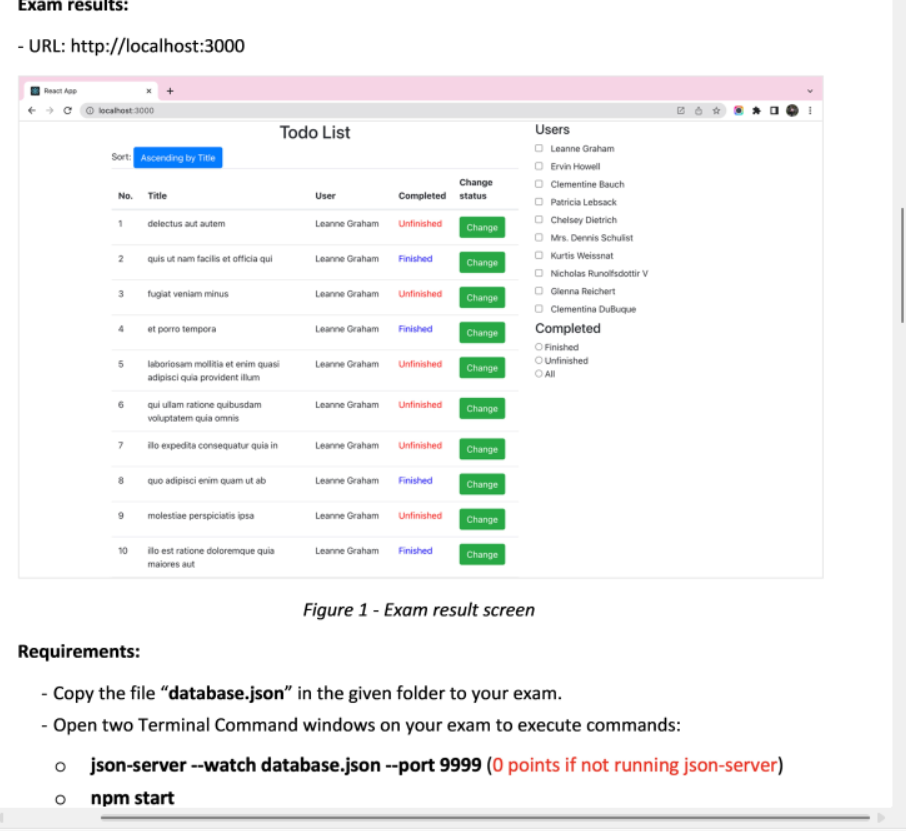 Exam results:
- URL: http://localhost:3000
React App
localhost:3000
Todo List
Sort: Ascending by Title
No. Title User Completed Change status
1 delectus aut autem Leanne Graham Unfinished Change
2 quis ut nam facilis et officia qui Leanne Graham Finished Change
3 fugiat veniam minus Leanne Graham Unfinished Change
4 et porro tempora Leanne Graham Finished Change
5 laboriosam mollitia et enim quasi Leanne Graham Unfinished Change
adipisci quia provident illum
6 qui ullam ratione quibusdam Leanne Graham Unfinished Change
voluptatem quia omnis
7 illo expedita consequatur quia in Leanne Graham Unfinished Change
8 quo adipisci enim quam ut ab Leanne Graham Finished Change
9 molestiae perspiciatis ipsa Leanne Graham Unfinished Change
10 illo est ratione doloremque quia Leanne Graham Finished Change
maiores aut
Users
Leanne Graham
Ervin Howell
Clementine Bauch
Patricia Lebsack
Chelsey Dietrich
Mrs. Dennis Schulist
Kurtis Weissnat
Nicholas Runolfsdottir V
Glenna Reichert
Clementina DuBuque
Completed
Finished
Unfinished
All
Figure 1 - Exam result screen
Requirements:
- Copy the file “database.json” in the given folder to your exam.
- Open two Terminal Command windows on your exam to execute commands:
o json-server --watch database.json --port 9999 (0 points if not running json-server)
o npm start